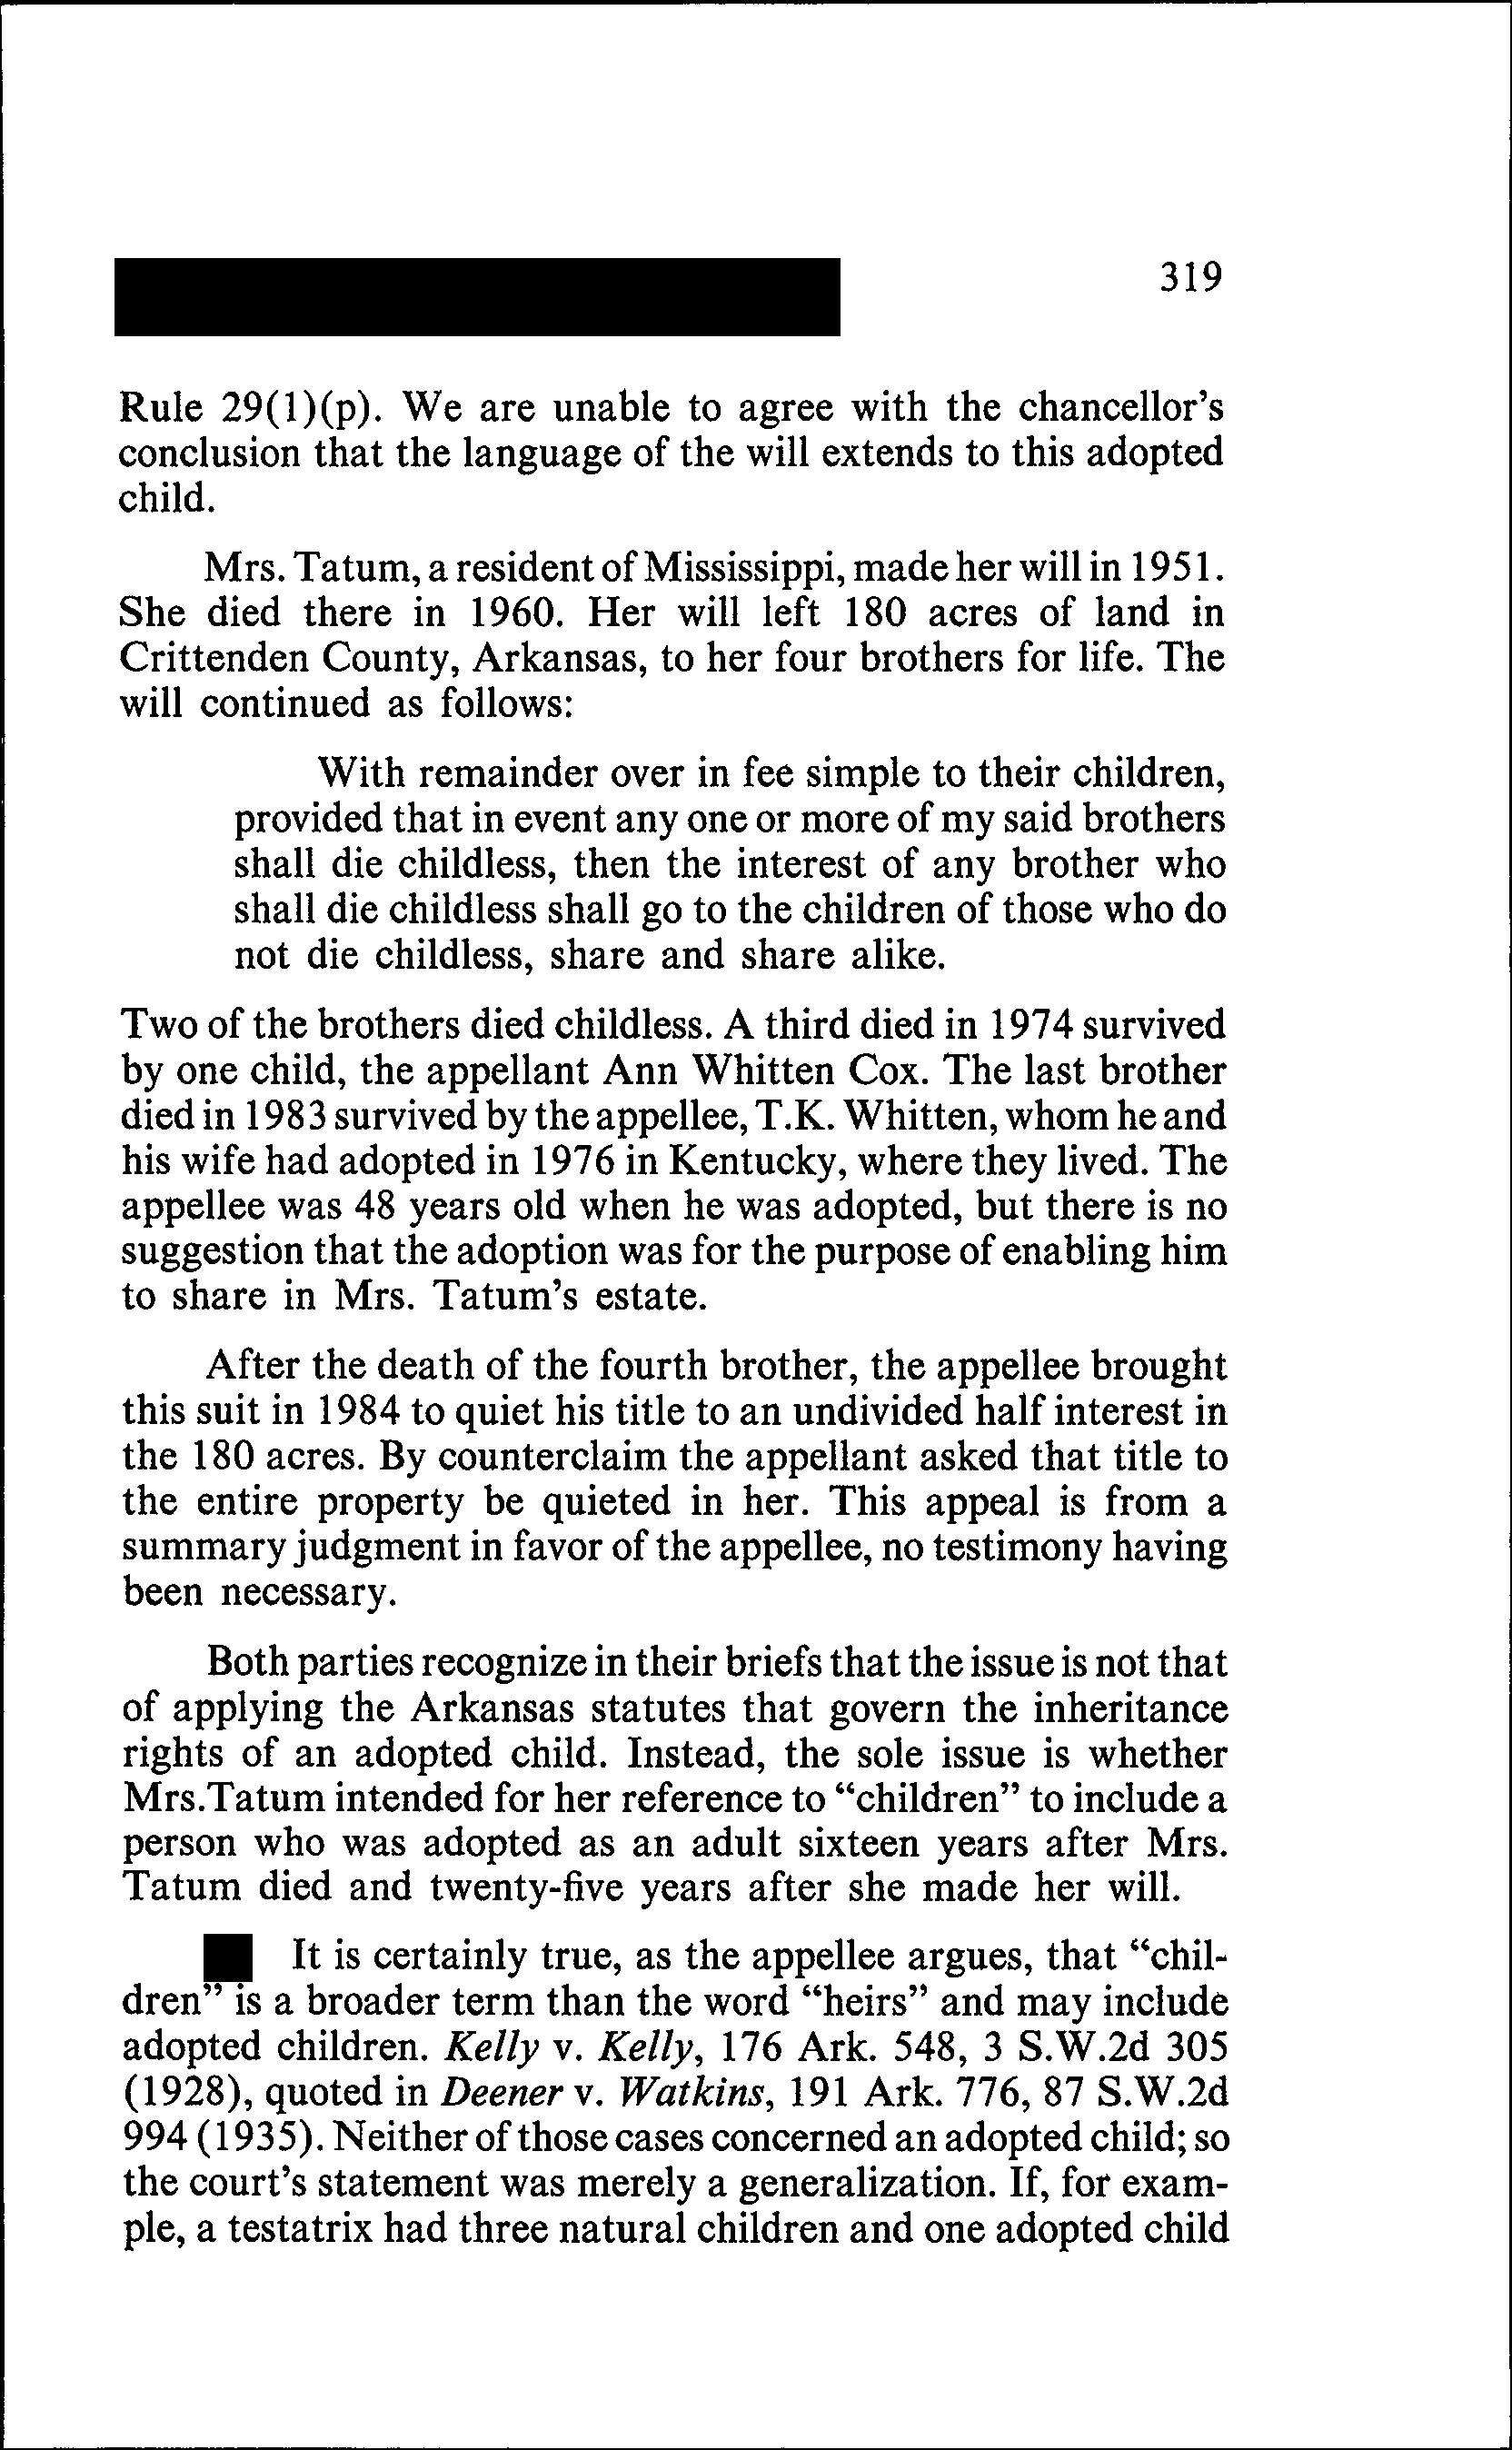 319
Rule 29(1)(p). We are unable to agree with the chancellor's
conclusion that the language of the will extends to this adopted
child.
Mrs. Tatum, a resident of Mississippi, made her will in 1951.
She died there in 1960. Her will left 180 acres of land in
Crittenden County, Arkansas, to her four brothers for life. The
will continued as follows:
With remainder over in fee simple to their children,
provided that in event any one or more of my said brothers
shall die childless, then the interest of any brother who
shall die childless shall go to the children of those who do
not die childless, share and share alike.
Two of the brothers died childless. A third died in 1974 survived
by one child, the appellant Ann Whitten Cox. The last brother
died in 1983 survived by the appellee, T.K. Whitten, whom he and
his wife had adopted in 1976 in Kentucky, where they lived. The
appellee was 48 years old when he was adopted, but there is no
suggestion that the adoption was for the purpose of enabling him
to share in Mrs. Tatum's estate.
After the death of the fourth brother, the appellee brought
this suit in 1984 to quiet his title to an undivided half interest in
the 180 acres. By counterclaim the appellant asked that title to
the entire property be quieted in her. This appeal is from a
summary judgment in favor of the appellee, no testimony having
been necessary.
Both parties recognize in their briefs that the issue is not that
of applying the Arkansas statutes that govern the inheritance
rights of an adopted child. Instead, the sole issue is whether
Mrs.Tatum intended for her reference to “children” to include a
person who was adopted as an adult sixteen years after Mrs.
Tatum died and twenty-five years after she made her will.
It is certainly true, as the appellee argues, that “chil-
dren” is a broader term than the word “heirs” and may include
adopted children. Kelly v. Kelly, 176 Ark. 548, 3 S.W.2d 305
(1928), quoted in Deener v. Watkins, 191 Ark. 776, 87 S.W.2d
994 (1935). Neither of those cases concerned an adopted child; so
the court's statement was merely a generalization. If, for exam-
ple, a testatrix had three natural children and one adopted child